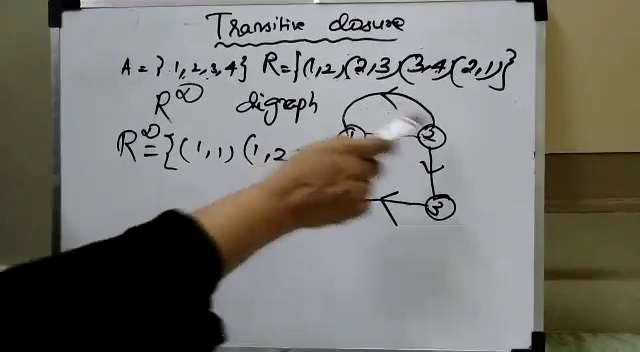 Transitive closure
A = {1,2,3,4} R={(1,2)(2,3)(3,4)(2,1)}
R∞ digraph
R∞={(1,1)(1,2
1 2
3